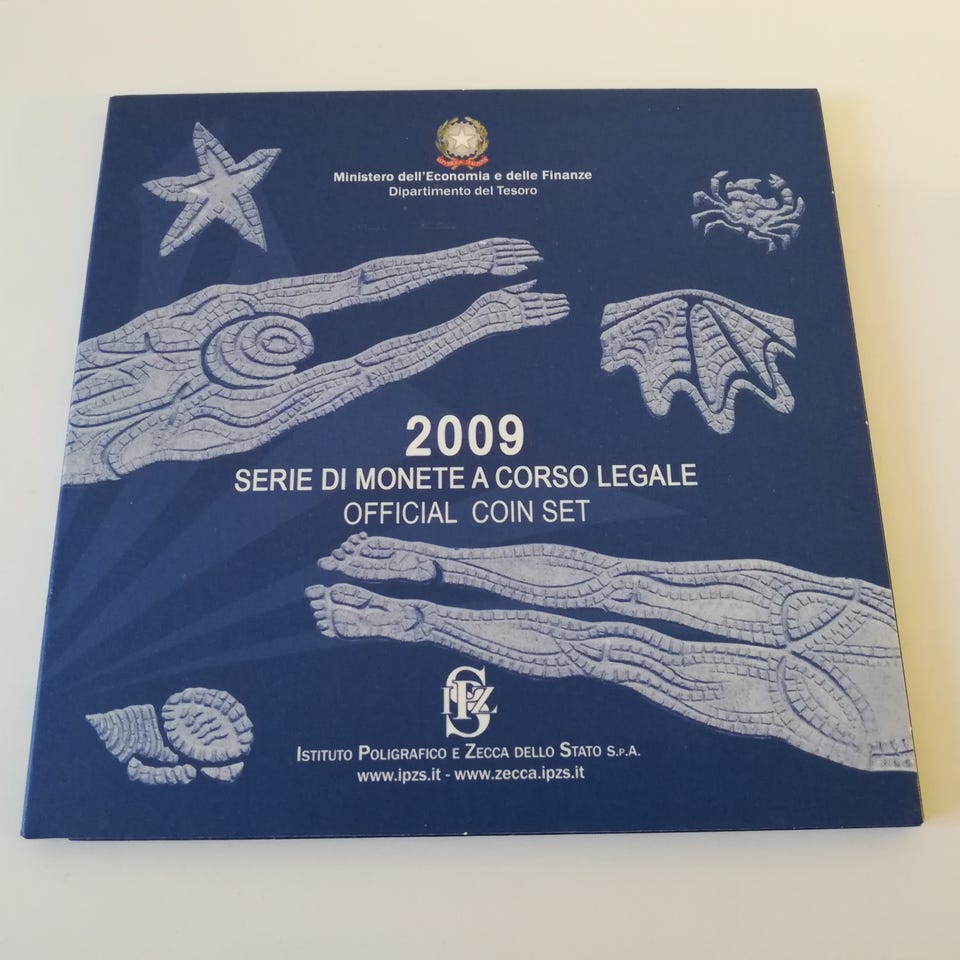 Ministero dell'Economia e delle Finanze
Dipartimento del Tesoro
2009
SERIE DI MONETE A CORSO LEGALE
OFFICIAL COIN SET
IPZS
ISTITUTO POLIGRAFICO E ZECCA DELLO STATO S.P.A.
www.ipzs.it - www.zecca.ipzs.it